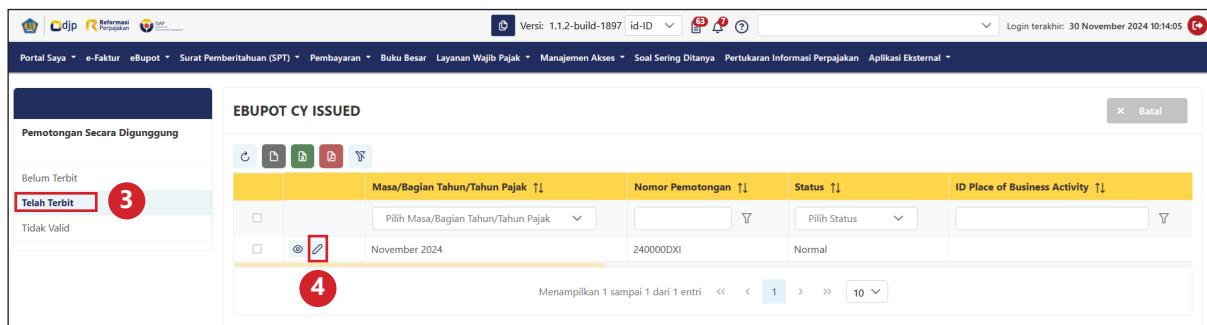 djp Reformasi Perpajakan SIAP Versi: 1.1.2-build-1897 id-ID 63 7 Login terakhir: 30 November 2024 10:14:05
Portal Saya e-Faktur eBupot Surat Pemberitahuan (SPT) Pembayaran Buku Besar Layanan Wajib Pajak Manajemen Akses Soal Sering Ditanya Pertukaran Informasi Perpajakan Aplikasi Eksternal
EBUPOT CY ISSUED
× Batal
Pemotongan Secara Digunggung
Belum Terbit
Telah Terbit 3
Tidak Valid
Masa/Bagian Tahun/Tahun Pajak Nomor Pemotongan Status ID Place of Business Activity
Pilih Masa/Bagian Tahun/Tahun Pajak Pilih Status
November 2024 240000DXI Normal
4
Menampilkan 1 sampai 1 dari 1 entri << < 1 > >> 10